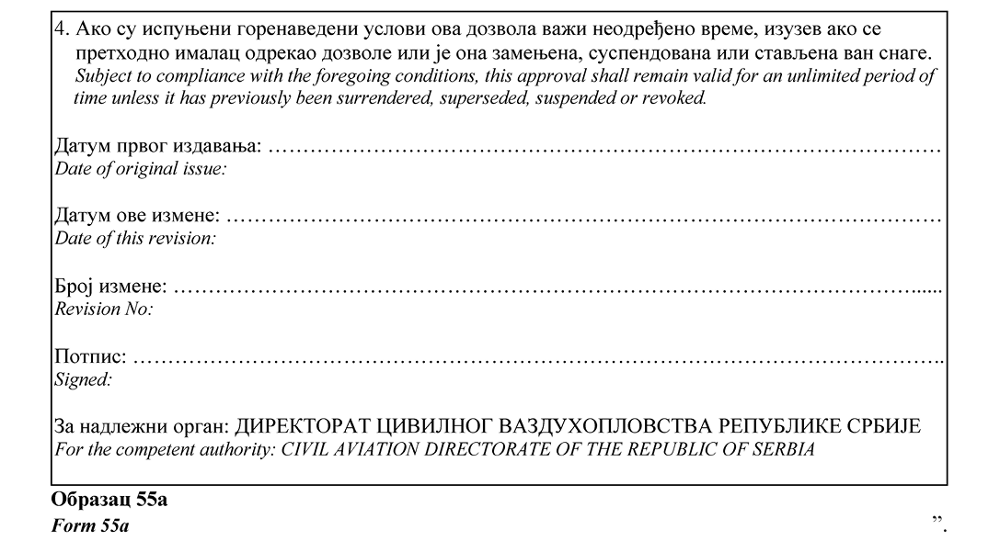 4. Ако су испуњени горенаведени услови ова дозвола важи неодређено време, изузев ако се
претходно ималац одрекао дозволе или је она замењена, суспендована или стављена ван снаге.
Subject to compliance with the foregoing conditions, this approval shall remain valid for an unlimited period of
time unless it has previously been surrendered, superseded, suspended or revoked.
Датум првог издавања: ……………………………………………………………………………………
Date of original issue:
Датум ове измене: …………………………………………………………………………………………
Date of this revision:
Број измене: ……………………………………………………………………………………………......
Revision No:
Потпис: …………………………………………………………………………………………………..
Signed:
За надлежни орган: ДИРЕКТОРАТ ЦИВИЛНОГ ВАЗДУХОПЛОВСТВА РЕПУБЛИКЕ СРБИЈЕ
For the competent authority: CIVIL AVIATION DIRECTORATE OF THE REPUBLIC OF SERBIA
Образац 55а
Form 55a ”.